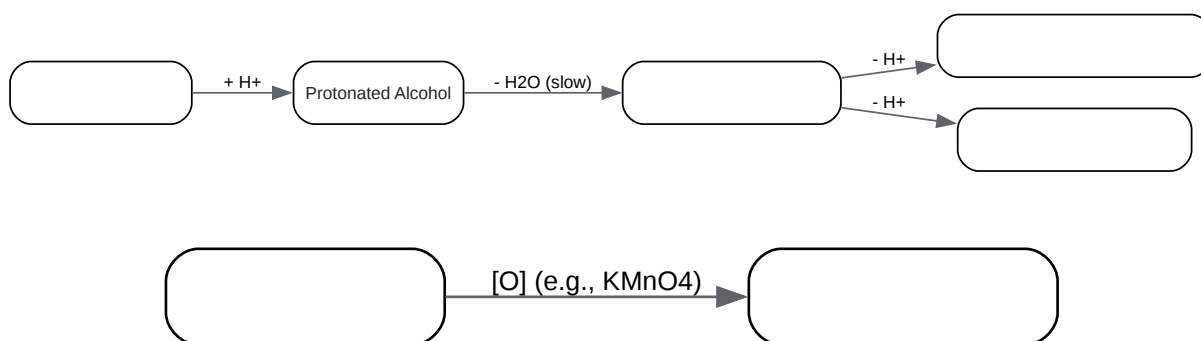 + H+
Protonated Alcohol
- H2O (slow)
- H+
- H+
[O] (e.g., KMnO4)